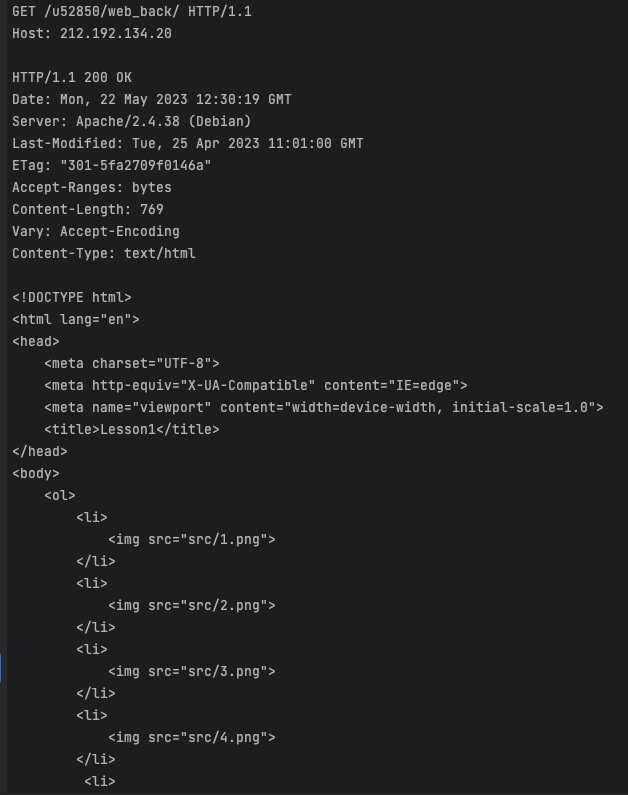 GET /u52850/web_back/ HTTP/1.1
Host: 212.192.134.20

HTTP/1.1 200 OK
Date: Mon, 22 May 2023 12:30:19 GMT
Server: Apache/2.4.38 (Debian)
Last-Modified: Tue, 25 Apr 2023 11:01:00 GMT
ETag: "301-5fa2709f0146a"
Accept-Ranges: bytes
Content-Length: 769
Vary: Accept-Encoding
Content-Type: text/html

<!DOCTYPE html>
<html lang="en">
<head>
    <meta charset="UTF-8">
    <meta http-equiv="X-UA-Compatible" content="IE=edge">
    <meta name="viewport" content="width=device-width, initial-scale=1.0">
    <title>Lesson1</title>
</head>
<body>
    <ol>
        <li>
            <img src="src/1.png">
        </li>
        <li>
            <img src="src/2.png">
        </li>
        <li>
            <img src="src/3.png">
        </li>
        <li>
            <img src="src/4.png">
        </li>
         <li>